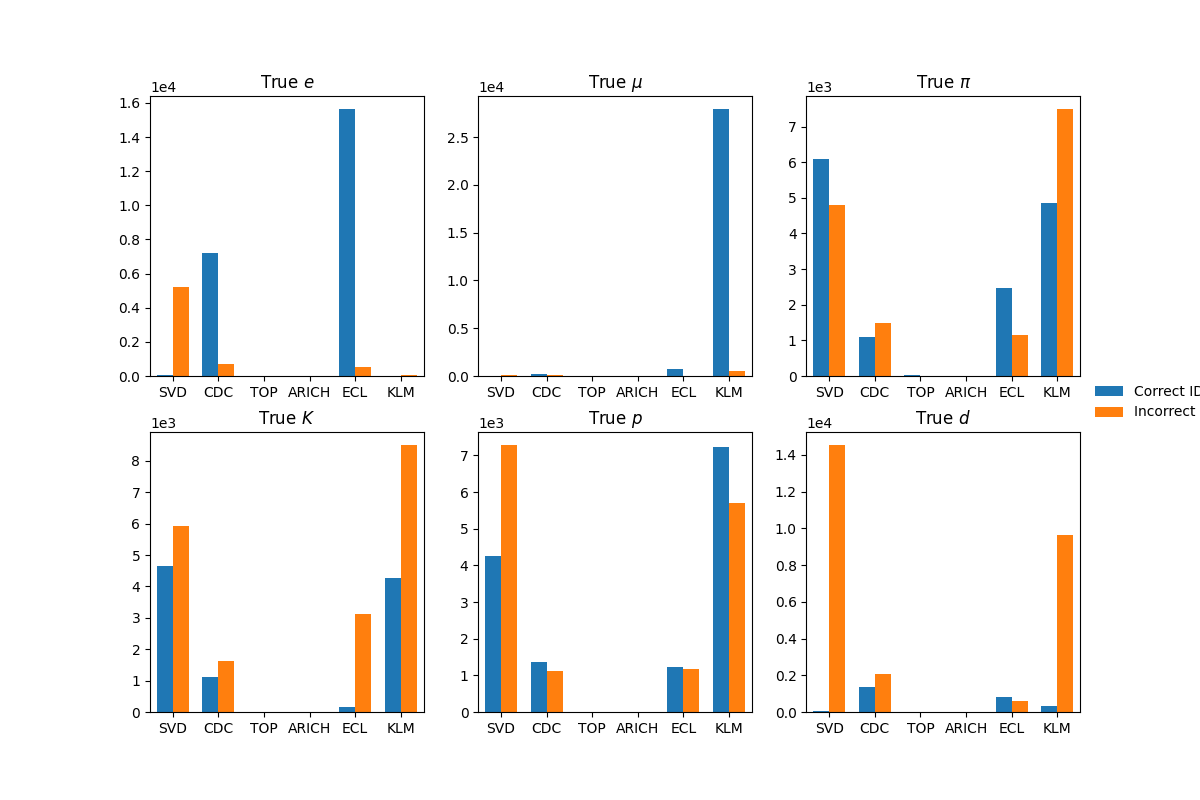 True e
1e4
1.6
1.4
1.2
1.0
0.8
0.6
0.4
0.2
0.0
SVD CDC TOP ARICH ECL KLM
True μ
1e4
2.5
2.0
1.5
1.0
0.5
0.0
SVD CDC TOP ARICH ECL KLM
True π
1e3
7
6
5
4
3
2
1
0
SVD CDC TOP ARICH ECL KLM
Correct ID
Incorrect
True K
1e3
8
7
6
5
4
3
2
1
0
SVD CDC TOP ARICH ECL KLM
True p
1e3
7
6
5
4
3
2
1
0
SVD CDC TOP ARICH ECL KLM
True d
1e4
1.4
1.2
1.0
0.8
0.6
0.4
0.2
0.0
SVD CDC TOP ARICH ECL KLM